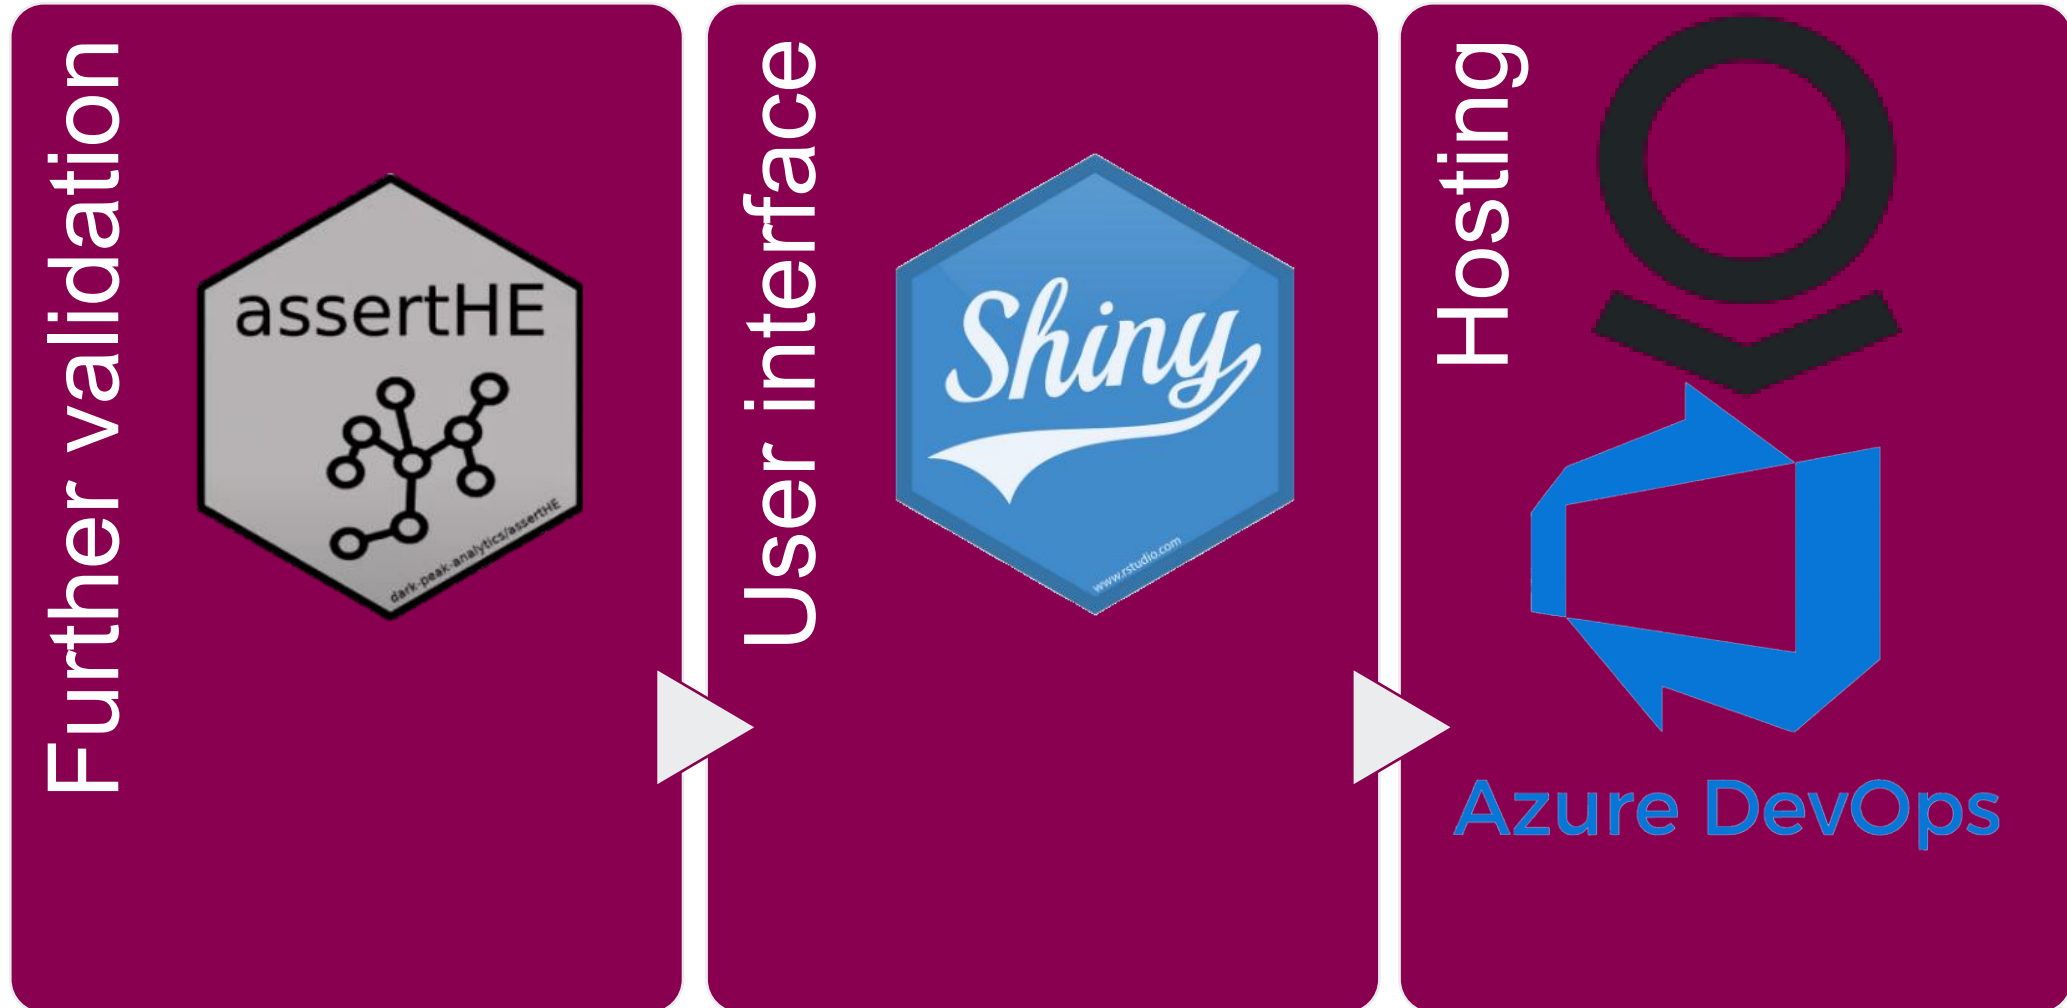 Further validation
assertHE
dark-peak-analytics/assertHE
User interface
Shiny
www.rstudio.com
Hosting
Azure DevOps